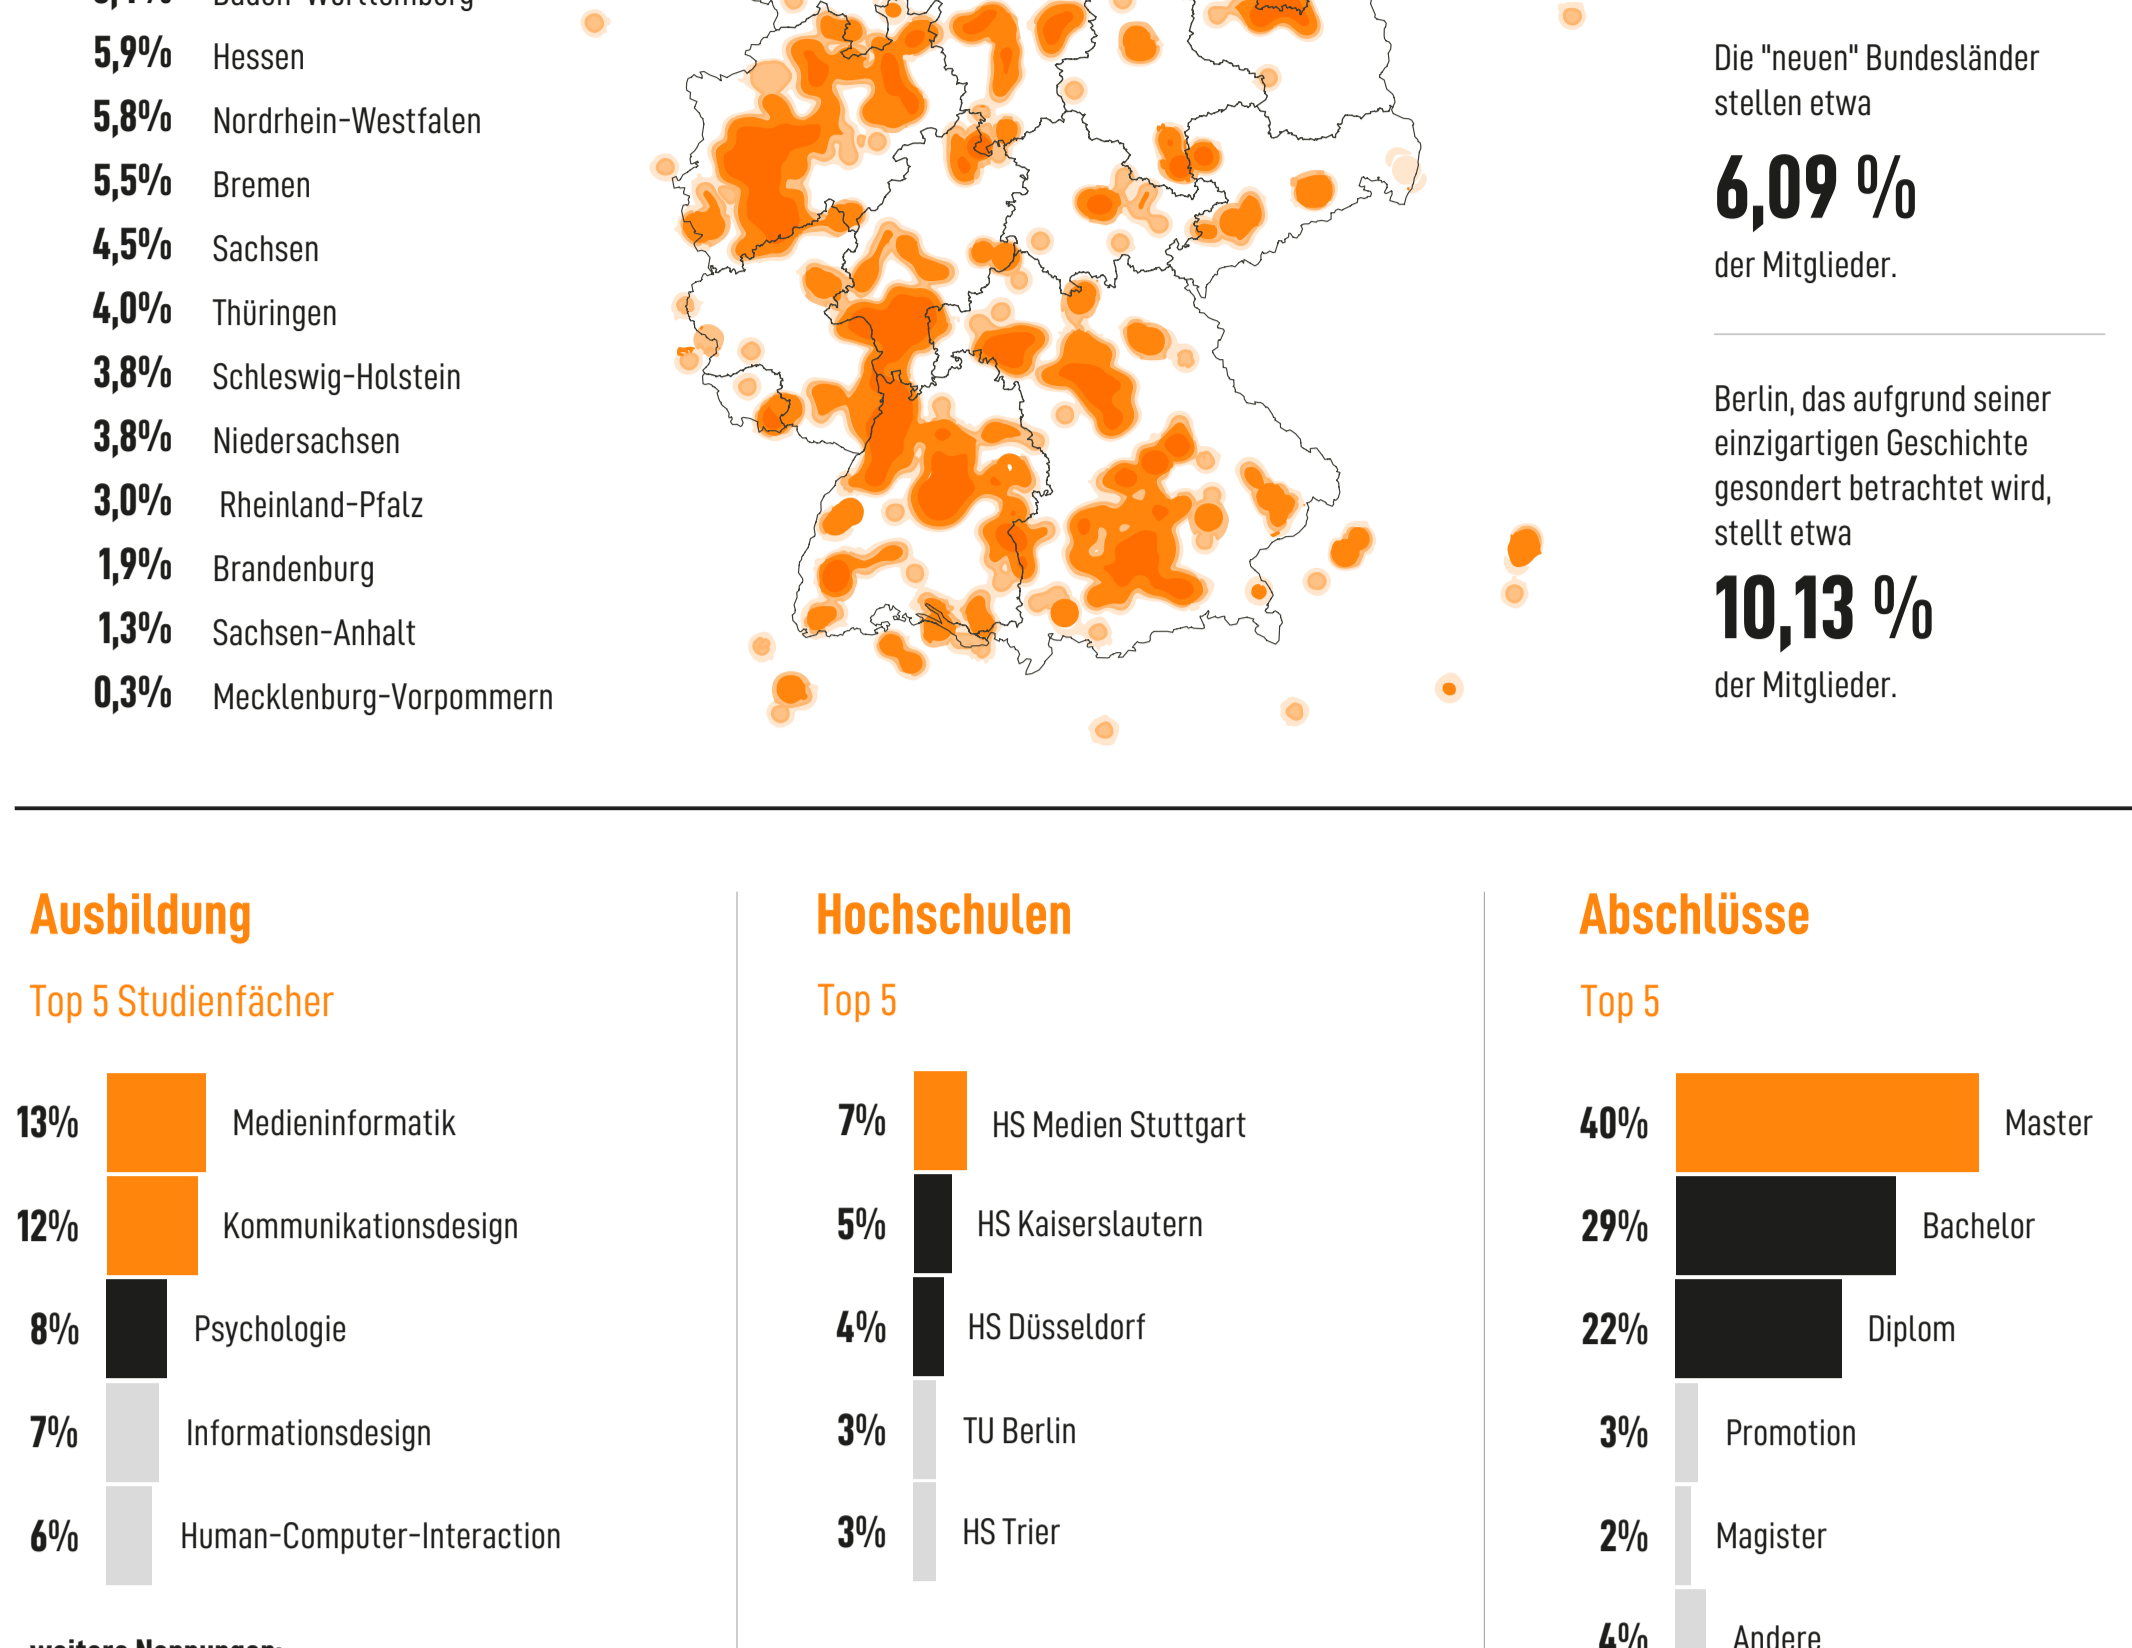 Baden-Württemberg
5,9% Hessen
5,8% Nordrhein-Westfalen
5,5% Bremen
4,5% Sachsen
4,0% Thüringen
3,8% Schleswig-Holstein
3,8% Niedersachsen
3,0% Rheinland-Pfalz
1,9% Brandenburg
1,3% Sachsen-Anhalt
0,3% Mecklenburg-Vorpommern
Die "neuen" Bundesländer
stellen etwa
6,09 %
der Mitglieder.
Berlin, das aufgrund seiner
einzigartigen Geschichte
gesondert betrachtet wird,
stellt etwa
10,13 %
der Mitglieder.
Ausbildung
Top 5 Studienfächer
13% Medieninformatik
12% Kommunikationsdesign
8% Psychologie
7% Informationsdesign
6% Human-Computer-Interaction
weitere Nennungen:
Hochschulen
Top 5
7% HS Medien Stuttgart
5% HS Kaiserslautern
4% HS Düsseldorf
3% TU Berlin
3% HS Trier
Abschlüsse
Top 5
40% Master
29% Bachelor
22% Diplom
3% Promotion
2% Magister
4% Andere